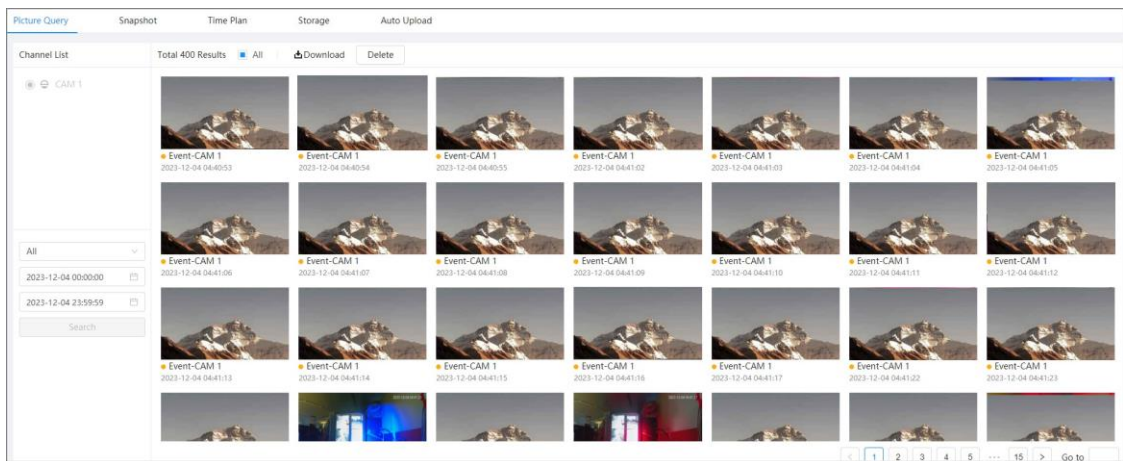 Picture Query Snapshot Time Plan Storage Auto Upload
Channel List Total 400 Results All Download Delete
CAM 1
Event-CAM 1 Event-CAM 1 Event-CAM 1 Event-CAM 1 Event-CAM 1 Event-CAM 1 Event-CAM 1
2023-12-04 04:40:53 2023-12-04 04:40:54 2023-12-04 04:40:55 2023-12-04 04:41:02 2023-12-04 04:41:03 2023-12-04 04:41:04 2023-12-04 04:41:05
All
2023-12-04 00:00:00
2023-12-04 23:59:59
Search
Event-CAM 1 Event-CAM 1 Event-CAM 1 Event-CAM 1 Event-CAM 1 Event-CAM 1 Event-CAM 1
2023-12-04 04:41:06 2023-12-04 04:41:07 2023-12-04 04:41:08 2023-12-04 04:41:09 2023-12-04 04:41:10 2023-12-04 04:41:11 2023-12-04 04:41:12
Event-CAM 1 Event-CAM 1 Event-CAM 1 Event-CAM 1 Event-CAM 1 Event-CAM 1 Event-CAM 1
2023-12-04 04:41:13 2023-12-04 04:41:14 2023-12-04 04:41:15 2023-12-04 04:41:16 2023-12-04 04:41:17 2023-12-04 04:41:22 2023-12-04 04:41:23
< 1 2 3 4 5 ··· 15 > Go to